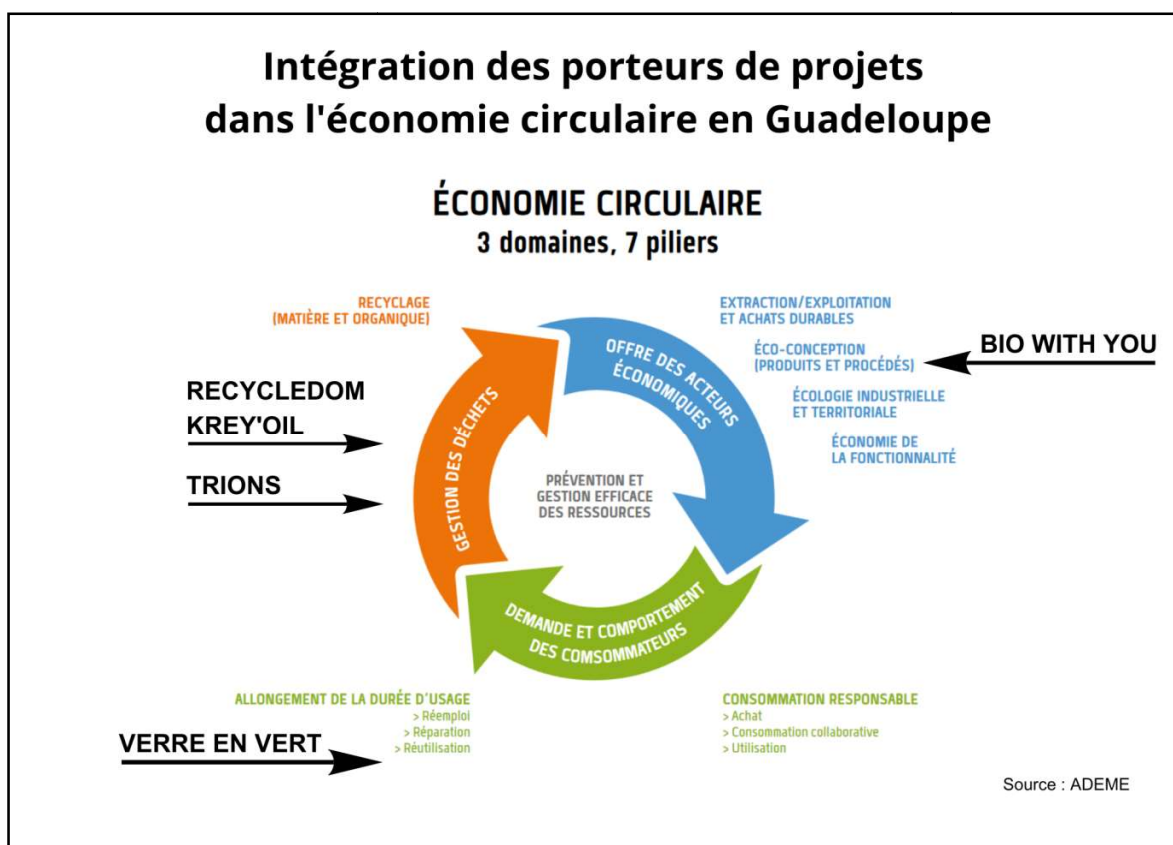 Intégration des porteurs de projets
dans l'économie circulaire en Guadeloupe
ÉCONOMIE CIRCULAIRE
3 domaines, 7 piliers
RECYCLAGE
(MATIÈRE ET ORGANIQUE)
EXTRACTION/EXPLOITATION
ET ACHATS DURABLES
ÉCO-CONCEPTION
(PRODUITS ET PROCÉDÉS)
BIO WITH YOU
ÉCOLOGIE INDUSTRIELLE
ET TERRITORIALE
ÉCONOMIE DE
LA FONCTIONNALITÉ
OFFRE DES ACTEURS
ÉCONOMIQUES
RECYCLEDOM
KREY'OIL
TRIONS
GESTION DES DÉCHETS
PRÉVENTION ET
GESTION EFFICACE
DES RESSOURCES
DEMANDE ET COMPORTEMENT
DES COMSOMMATEURS
ALLONGEMENT DE LA DURÉE D'USAGE
> Réemploi
> Réparation
> Réutilisation
VERRE EN VERT
CONSOMMATION RESPONSABLE
> Achat
> Consommation collaborative
> Utilisation
Source : ADEME